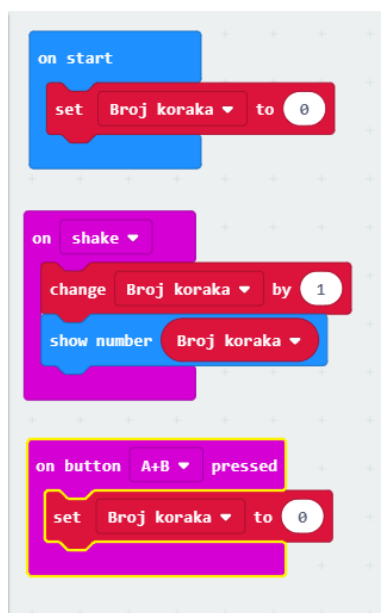 on start
set Broj koraka to 0
on shake
change Broj koraka by 1
show number Broj koraka
on button A+B pressed
set Broj koraka to 0